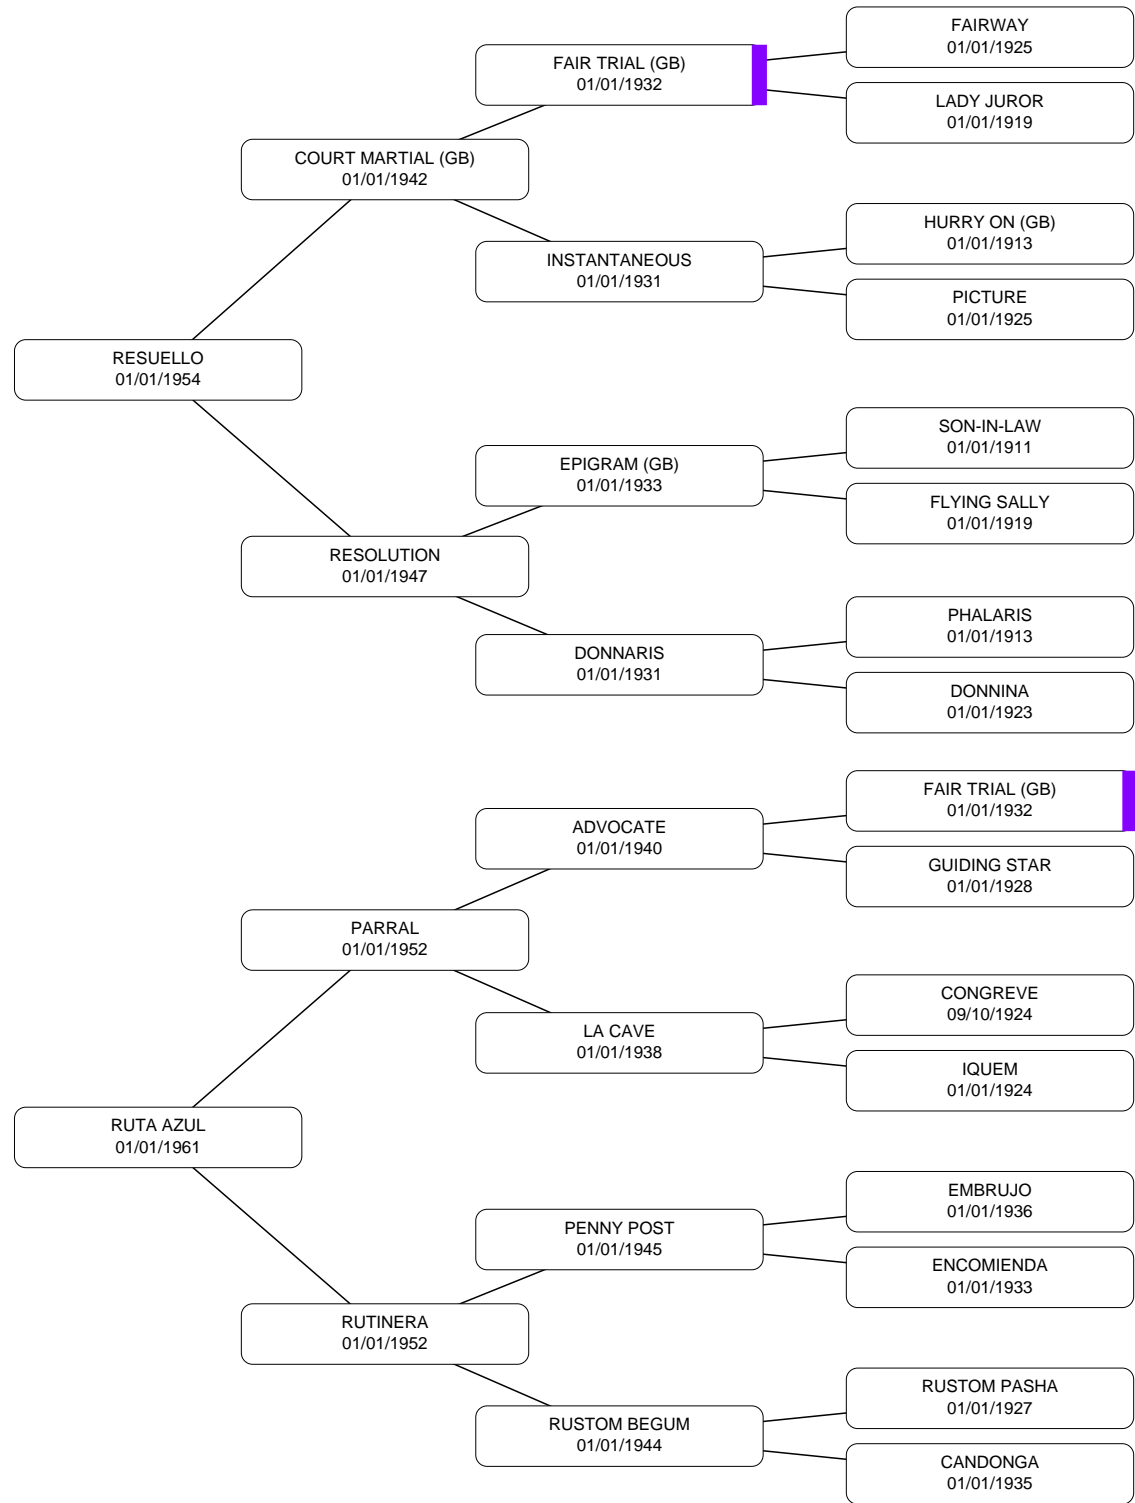 FAIRWAY
01/01/1925
FAIR TRIAL (GB)
01/01/1932
LADY JUROR
01/01/1919
COURT MARTIAL (GB)
01/01/1942
HURRY ON (GB)
01/01/1913
INSTANTANEOUS
01/01/1931
PICTURE
01/01/1925
RESUELLO
01/01/1954
SON-IN-LAW
01/01/1911
EPIGRAM (GB)
01/01/1933
FLYING SALLY
01/01/1919
RESOLUTION
01/01/1947
PHALARIS
01/01/1913
DONNARIS
01/01/1931
DONNINA
01/01/1923
FAIR TRIAL (GB)
01/01/1932
ADVOCATE
01/01/1940
GUIDING STAR
01/01/1928
PARRAL
01/01/1952
CONGREVE
09/10/1924
LA CAVE
01/01/1938
IQUEM
01/01/1924
RUTA AZUL
01/01/1961
EMBRUJO
01/01/1936
PENNY POST
01/01/1945
ENCOMIENDA
01/01/1933
RUTINERA
01/01/1952
RUSTOM PASHA
01/01/1927
RUSTOM BEGUM
01/01/1944
CANDONGA
01/01/1935